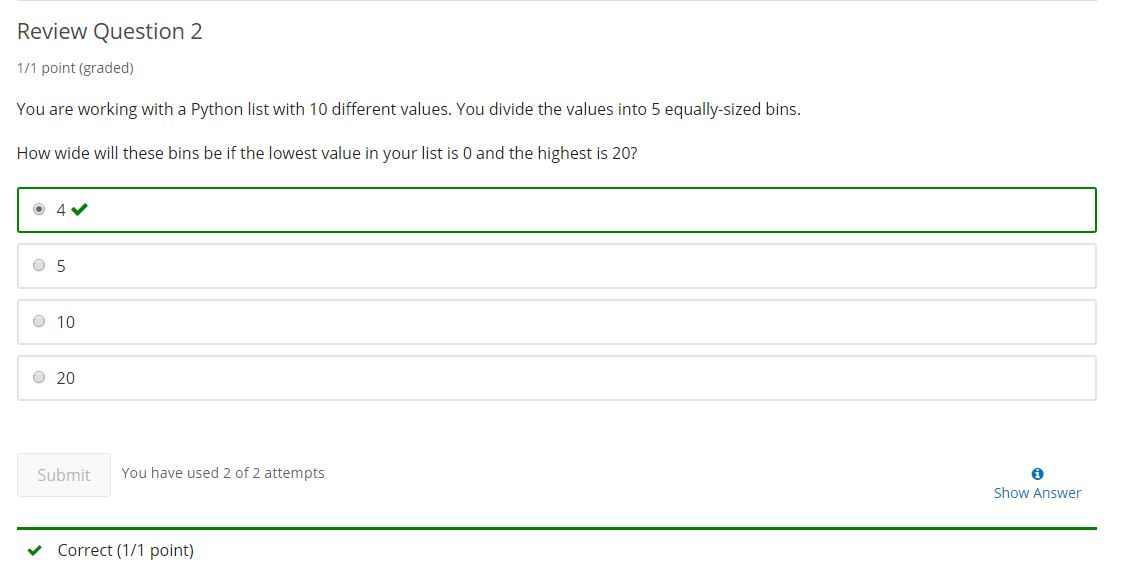 Review Question 2
1/1 point (graded)
You are working with a Python list with 10 different values. You divide the values into 5 equally-sized bins.
How wide will these bins be if the lowest value in your list is 0 and the highest is 20?
4
5
10
20
Submit
You have used 2 of 2 attempts
Show Answer
Correct (1/1 point)